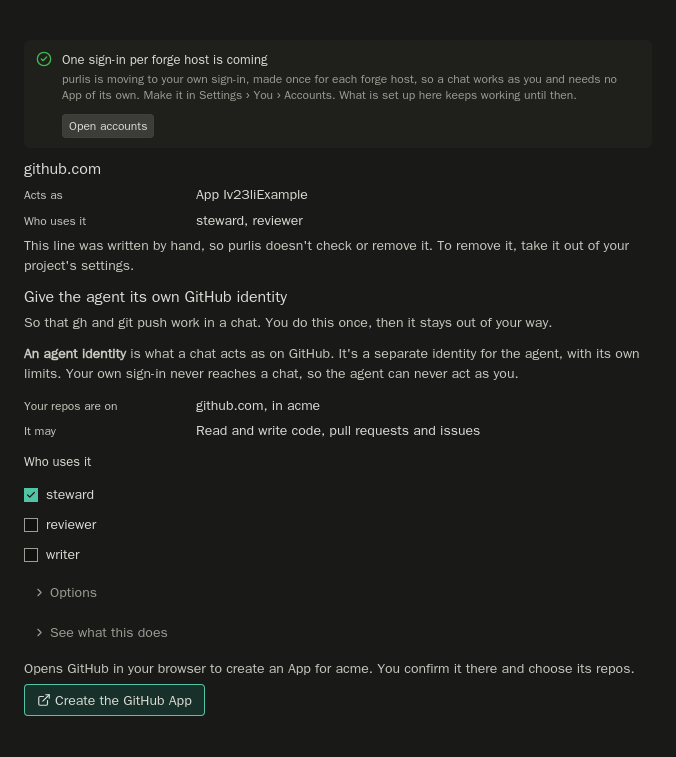 One sign-in per forge host is coming
purlis is moving to your own sign-in, made once for each forge host, so a chat works as you and needs no
App of its own. Make it in Settings › You › Accounts. What is set up here keeps working until then.
Open accounts
github.com
Acts as App Iv23liExample
Who uses it steward, reviewer
This line was written by hand, so purlis doesn't check or remove it. To remove it, take it out of your
project's settings.
Give the agent its own GitHub identity
So that gh and git push work in a chat. You do this once, then it stays out of your way.
An agent identity is what a chat acts as on GitHub. It's a separate identity for the agent, with its own
limits. Your own sign-in never reaches a chat, so the agent can never act as you.
Your repos are on github.com, in acme
It may Read and write code, pull requests and issues
Who uses it
steward
reviewer
writer
Options
See what this does
Opens GitHub in your browser to create an App for acme. You confirm it there and choose its repos.
Create the GitHub App